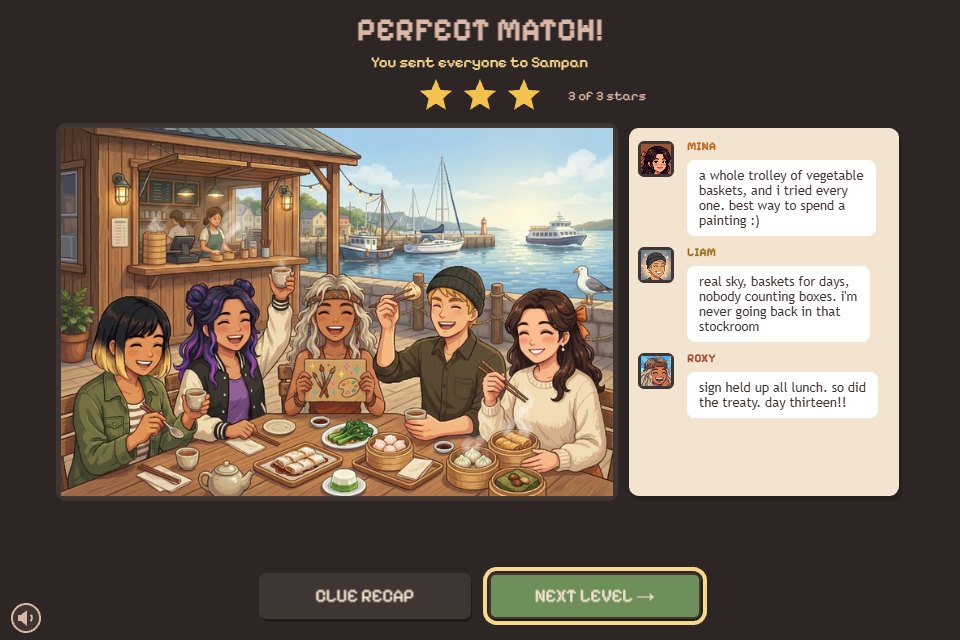 PERFECT MATCH!
You sent everyone to Sampan
3 of 3 stars
MINA
a whole trolley of vegetable
baskets, and i tried every
one. best way to spend a
painting :)
LIAM
real sky, baskets for days,
nobody counting boxes. i'm
never going back in that
stockroom
ROXY
sign held up all lunch. so did
the treaty. day thirteen!!
CLUE RECAP
NEXT LEVEL →